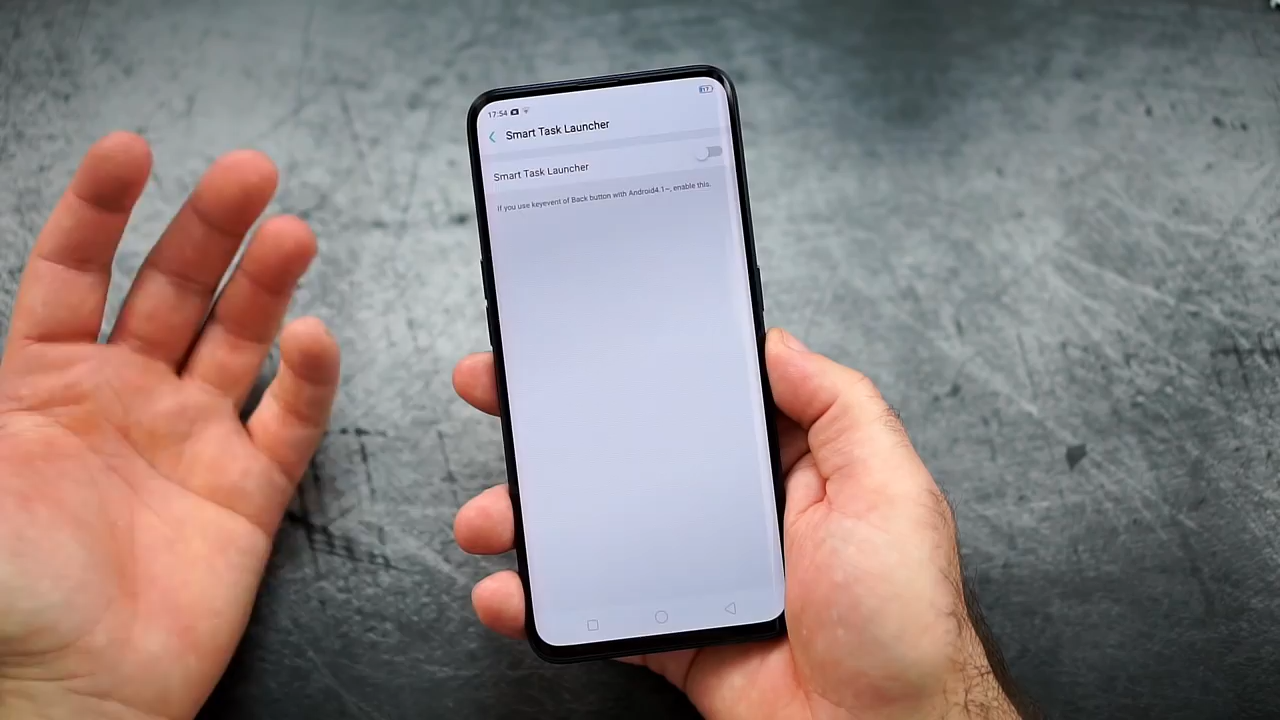 17:54
17
Smart Task Launcher
Smart Task Launcher
If you use keyevent of Back button with Android4.1~, enable this.